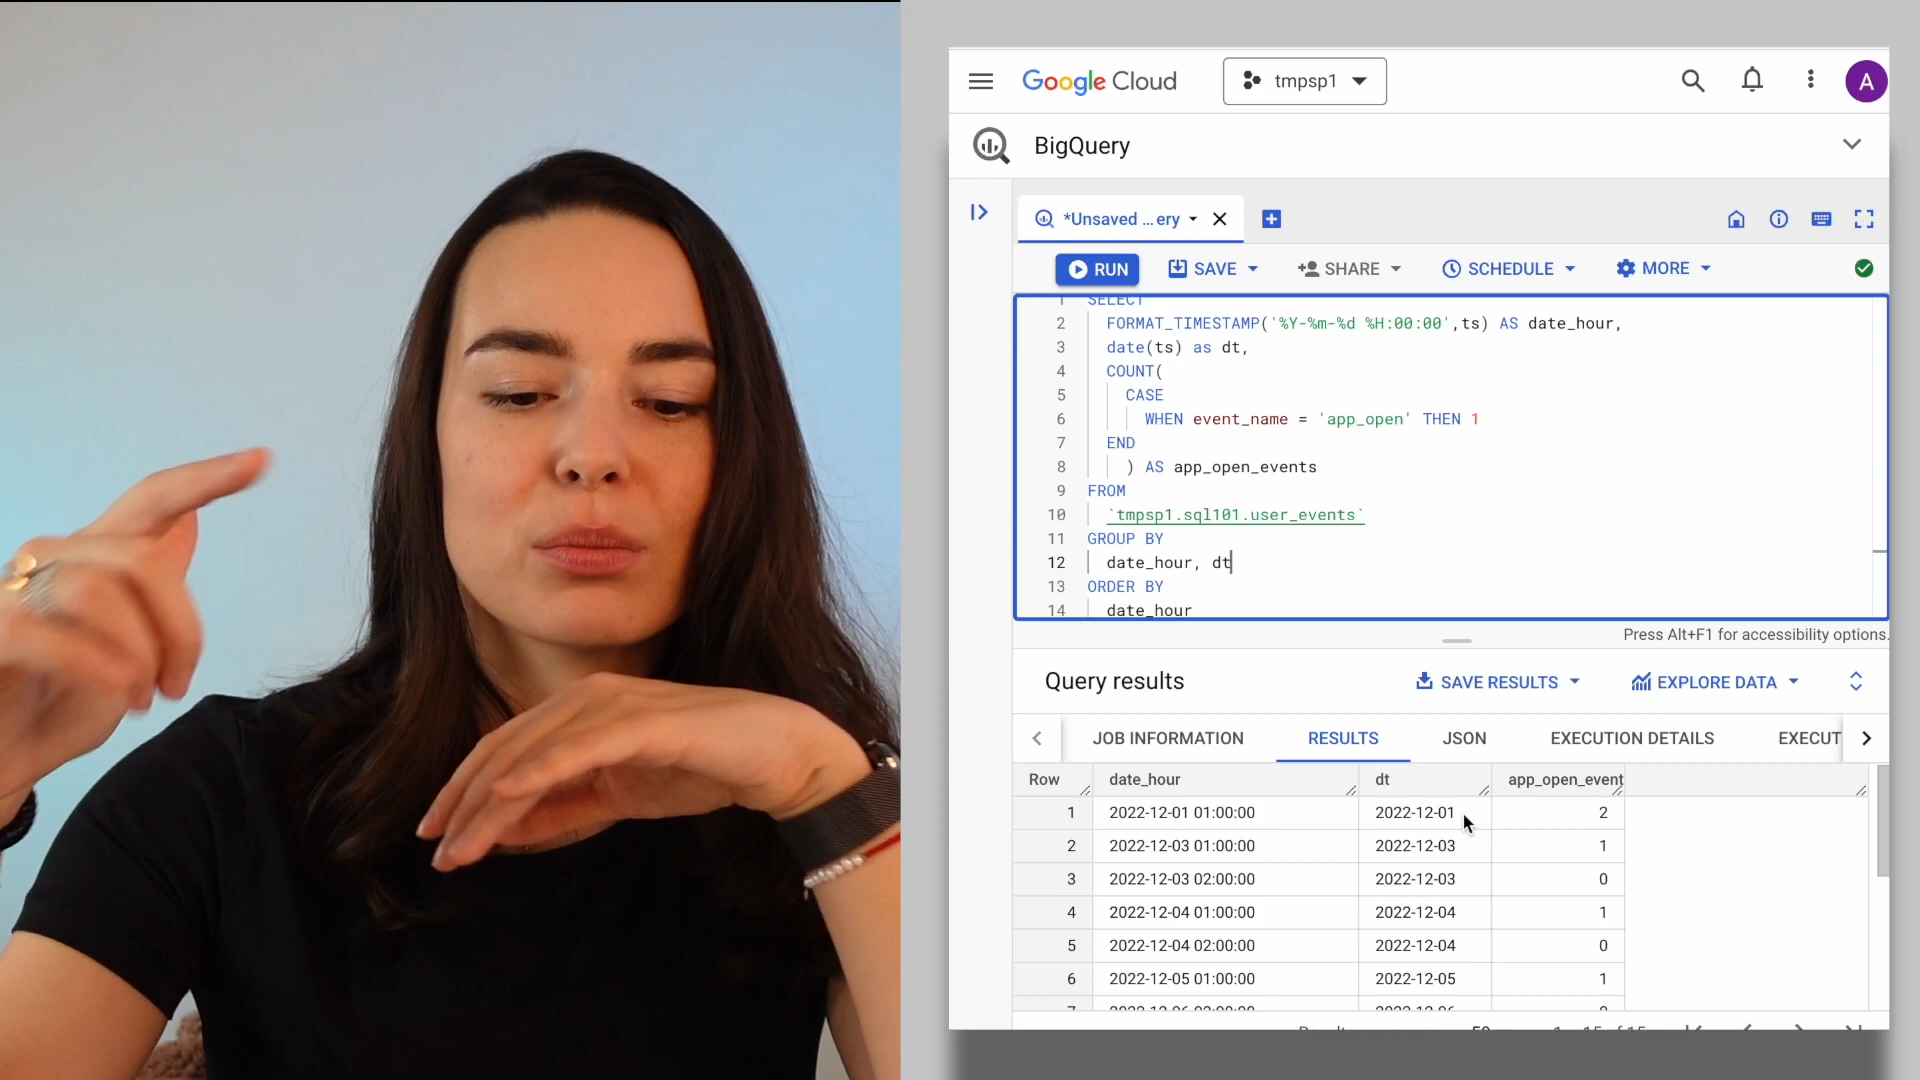 Google Cloud
tmpsp1
A
BigQuery
*Unsaved ...ery
RUN
SAVE
SHARE
SCHEDULE
MORE
1 SELECT
2 FORMAT_TIMESTAMP('%Y-%m-%d %H:00:00',ts) AS date_hour,
3 date(ts) as dt,
4 COUNT(
5 CASE
6 WHEN event_name = 'app_open' THEN 1
7 END
8 ) AS app_open_events
9 FROM
10 `tmpsp1.sql101.user_events`
11 GROUP BY
12 date_hour, dt
13 ORDER BY
14 date_hour
Press Alt+F1 for accessibility options.
Query results
SAVE RESULTS
EXPLORE DATA
JOB INFORMATION
RESULTS
JSON
EXECUTION DETAILS
EXECUT
Row date_hour dt app_open_event
1 2022-12-01 01:00:00 2022-12-01 2
2 2022-12-03 01:00:00 2022-12-03 1
3 2022-12-03 02:00:00 2022-12-03 0
4 2022-12-04 01:00:00 2022-12-04 1
5 2022-12-04 02:00:00 2022-12-04 0
6 2022-12-05 01:00:00 2022-12-05 1